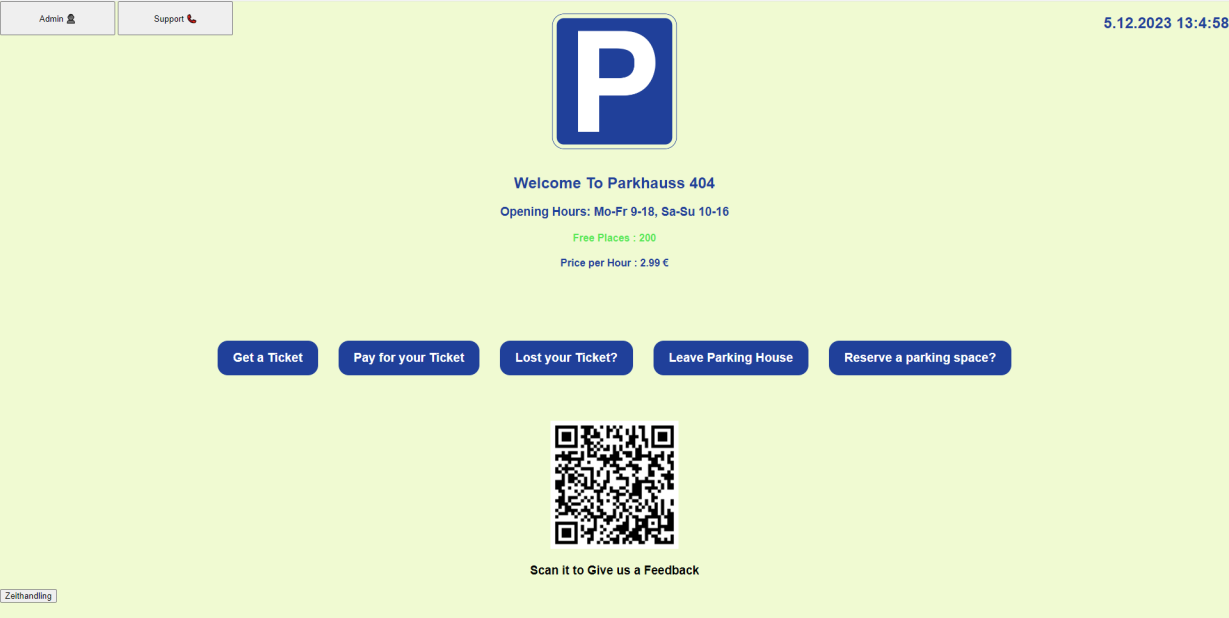 Admin Support
5.12.2023 13:4:58
P
Welcome To Parkhauss 404
Opening Hours: Mo-Fr 9-18, Sa-Su 10-16
Free Places : 200
Price per Hour : 2.99 €
Get a Ticket Pay for your Ticket Lost your Ticket? Leave Parking House Reserve a parking space?
Scan it to Give us a Feedback
Zeithandling